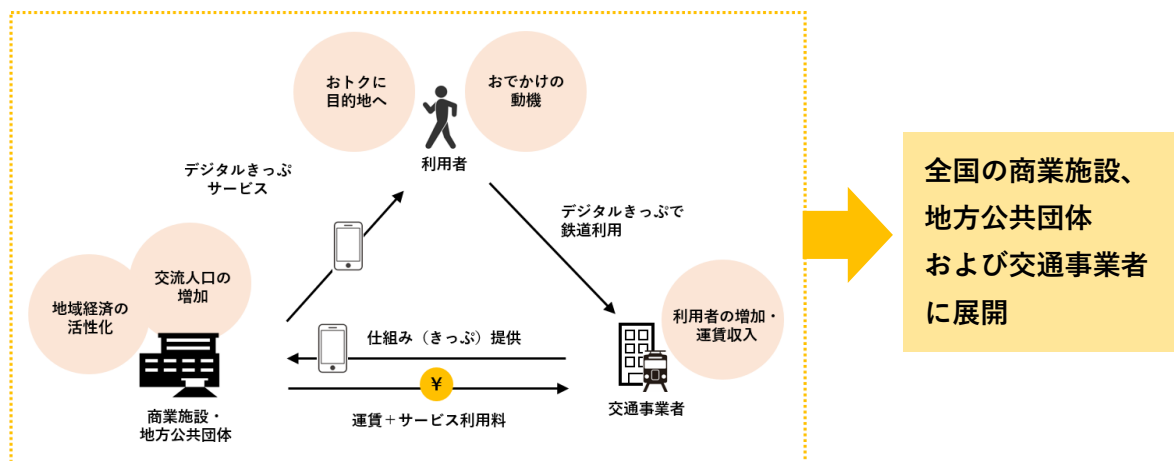 おトクに
目的地へ
おでかけの
動機
利用者
デジタルきっぷ
サービス
デジタルきっぷで
鉄道利用
交流人口の
増加
地域経済の
活性化
利用者の増加・
運賃収入
仕組み（きっぷ）提供
¥
運賃＋サービス利用料
商業施設・
地方公共団体
交通事業者
全国の商業施設、
地方公共団体
および交通事業者
に展開